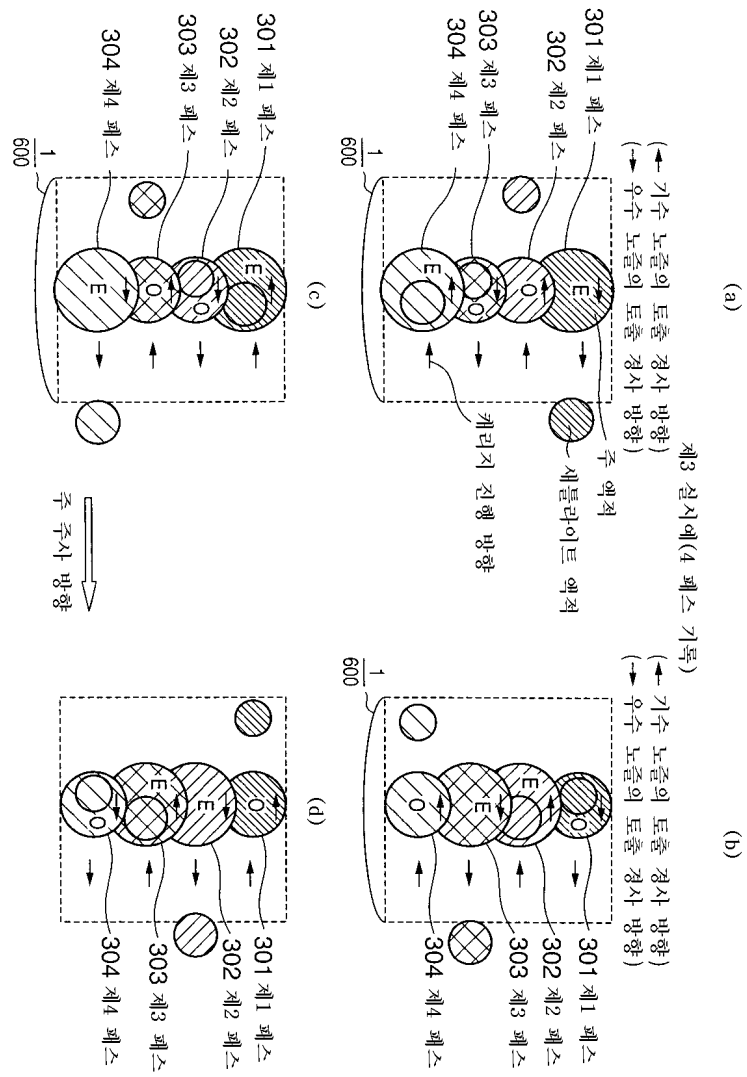 제3 실시예(4 패스 기록)
(a)
(← 기수 노즐의 토출 경사 방향)
(→ 우수 노즐의 토출 경사 방향)
주 액적
새틀라이트 액적
캐리지 진행 방향
301 제1 패스
302 제2 패스
303 제3 패스
304 제4 패스
E
O
O
E
1
600
(b)
(← 기수 노즐의 토출 경사 방향)
(→ 우수 노즐의 토출 경사 방향)
301 제1 패스
302 제2 패스
303 제3 패스
304 제4 패스
O
E
E
O
1
600
(c)
301 제1 패스
302 제2 패스
303 제3 패스
304 제4 패스
E
O
O
E
1
600
(d)
301 제1 패스
302 제2 패스
303 제3 패스
304 제4 패스
O
E
E
O
주 주사 방향